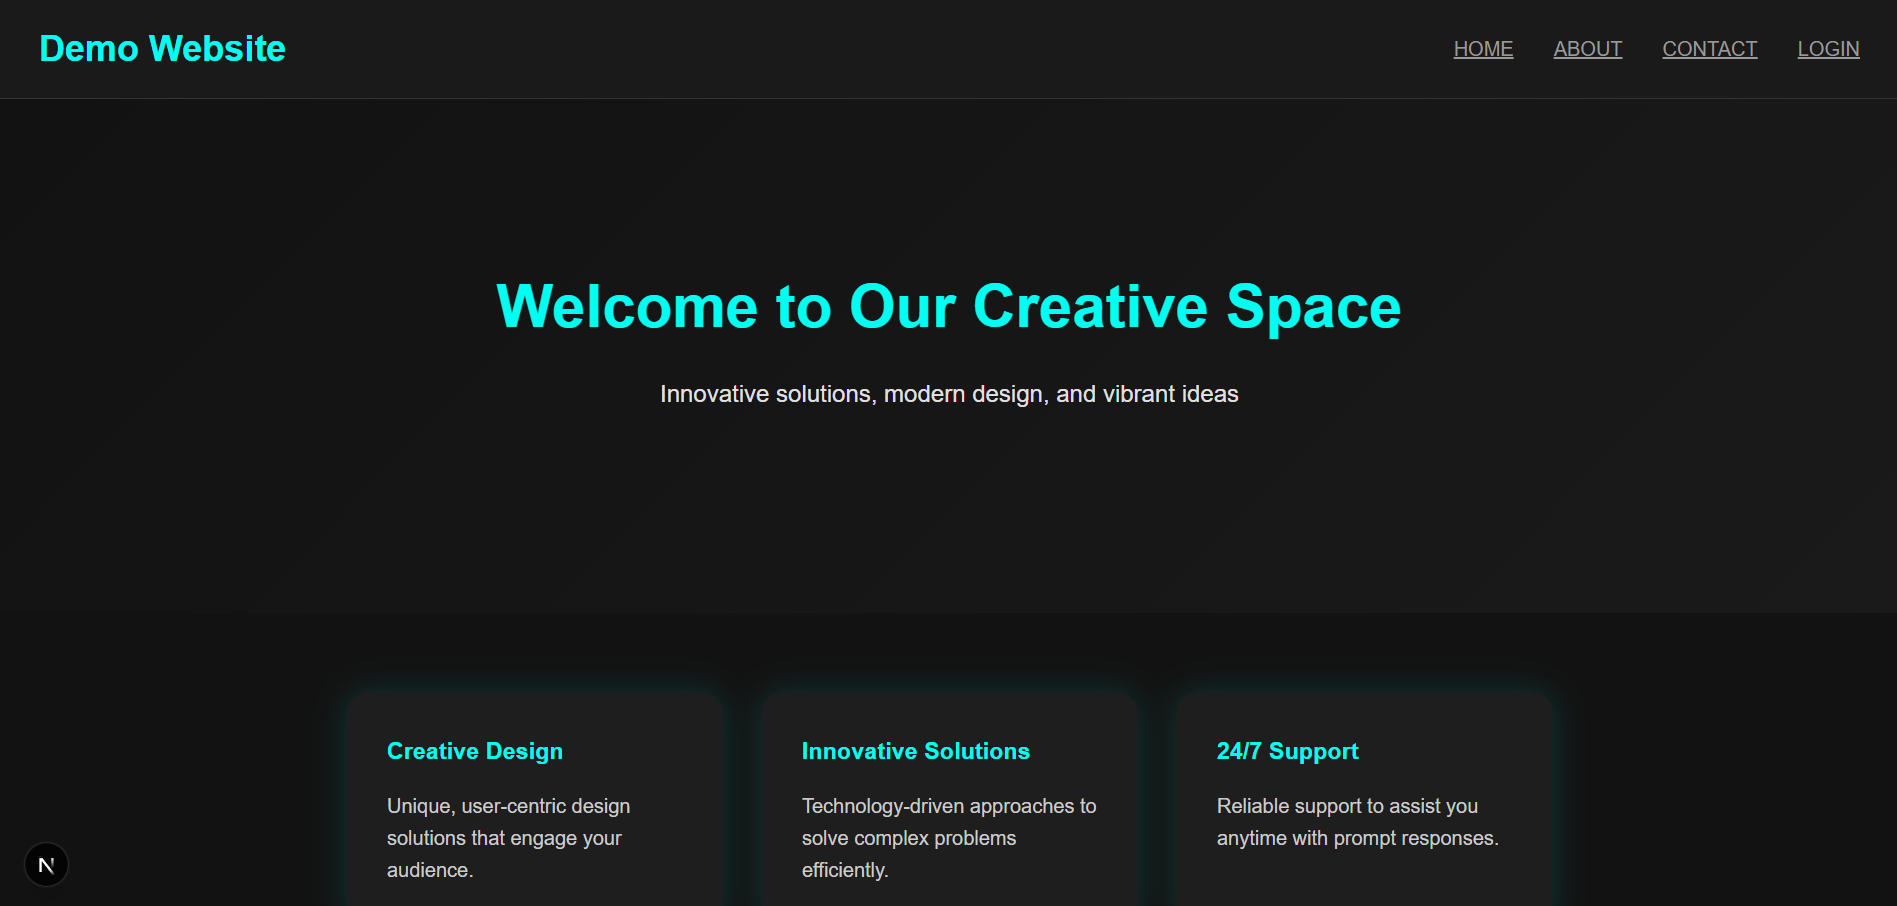 Demo Website
HOME ABOUT CONTACT LOGIN
Welcome to Our Creative Space
Innovative solutions, modern design, and vibrant ideas
Creative Design
Unique, user-centric design
solutions that engage your
audience.
Innovative Solutions
Technology-driven approaches to
solve complex problems
efficiently.
24/7 Support
Reliable support to assist you
anytime with prompt responses.
N